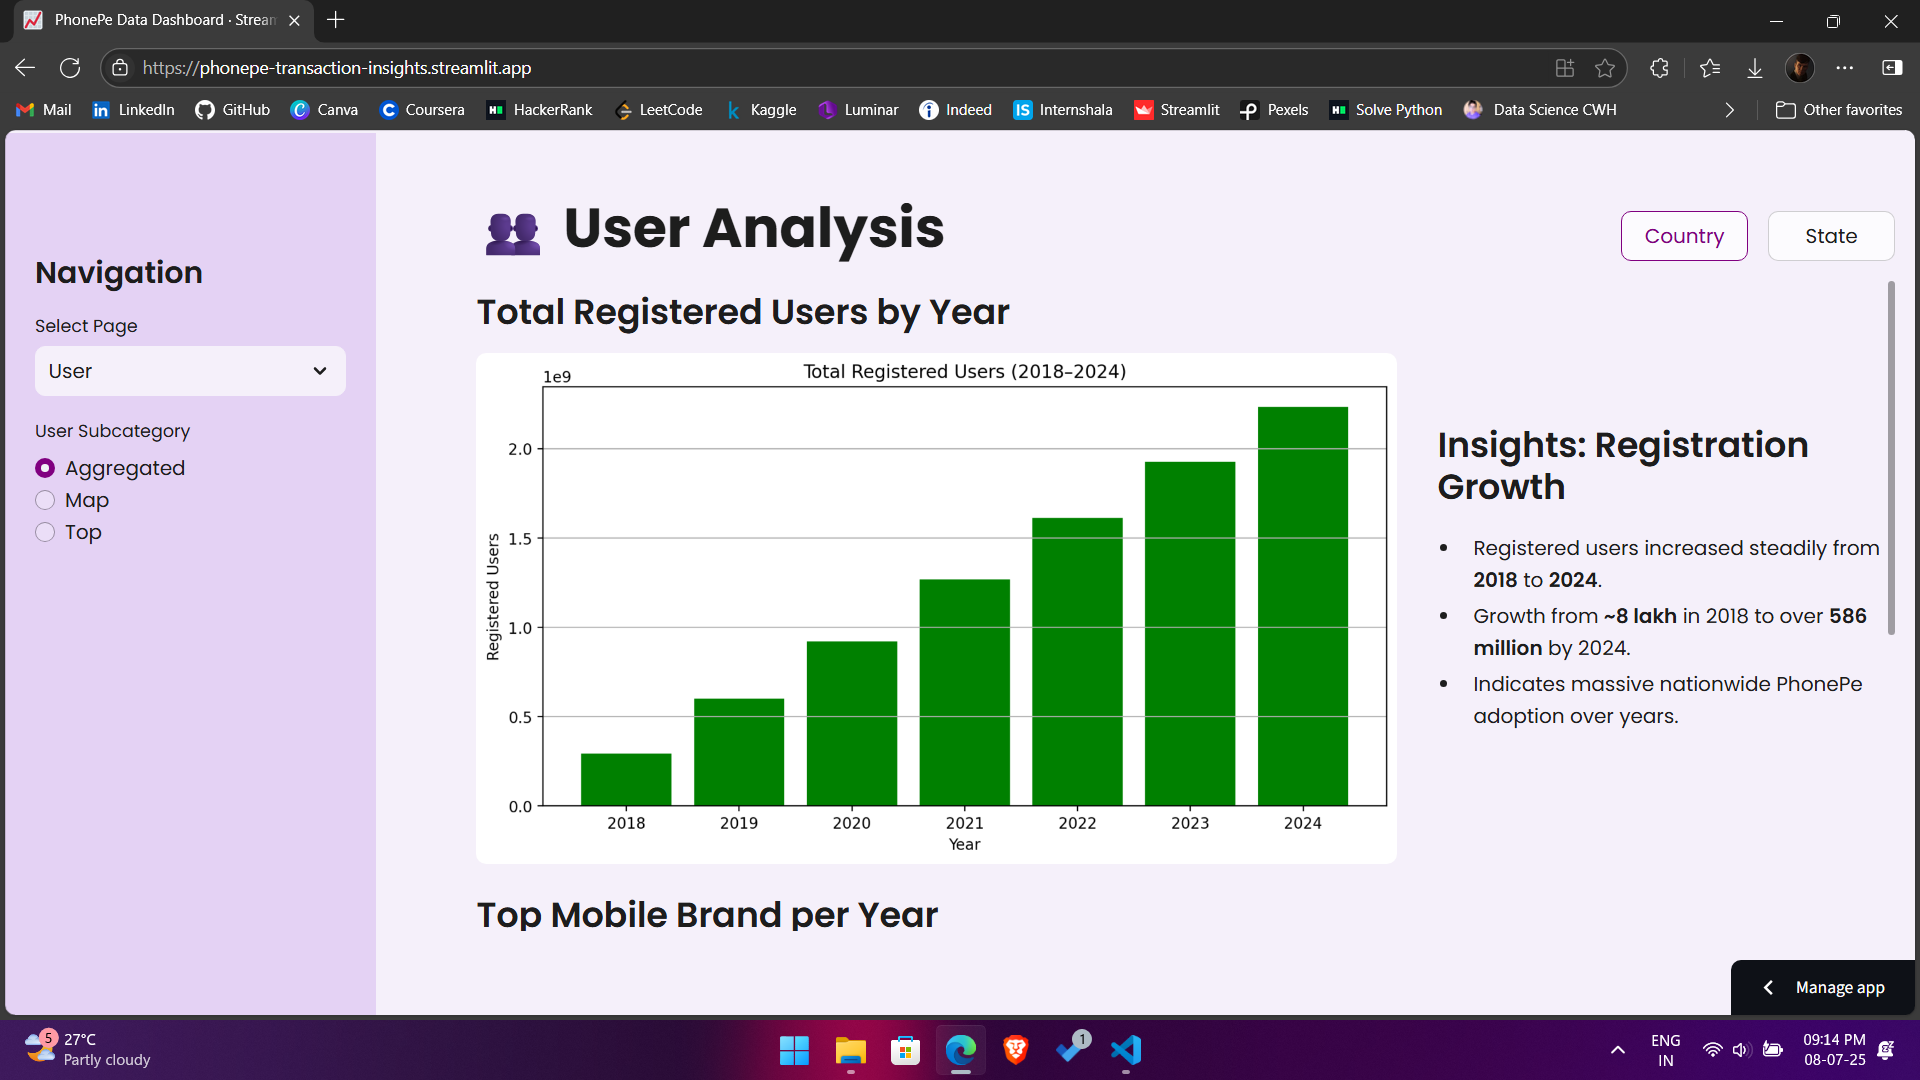 PhonePe Data Dashboard · Stream
https://phonepe-transaction-insights.streamlit.app
Mail LinkedIn GitHub Canva Coursera HackerRank LeetCode Kaggle Luminar Indeed Internshala Streamlit Pexels Solve Python Data Science CWH Other favorites
Navigation
Select Page
User
User Subcategory
Aggregated
Map
Top
User Analysis
Country
State
Total Registered Users by Year
Total Registered Users (2018–2024)
1e9
2.0
1.5
1.0
0.5
0.0
Registered Users
2018 2019 2020 2021 2022 2023 2024
Year
Insights: Registration
Growth
• Registered users increased steadily from
2018 to 2024.
• Growth from ~8 lakh in 2018 to over 586
million by 2024.
• Indicates massive nationwide PhonePe
adoption over years.
Top Mobile Brand per Year
Manage app
5
27°C
Partly cloudy
1
ENG
IN
09:14 PM
08-07-25